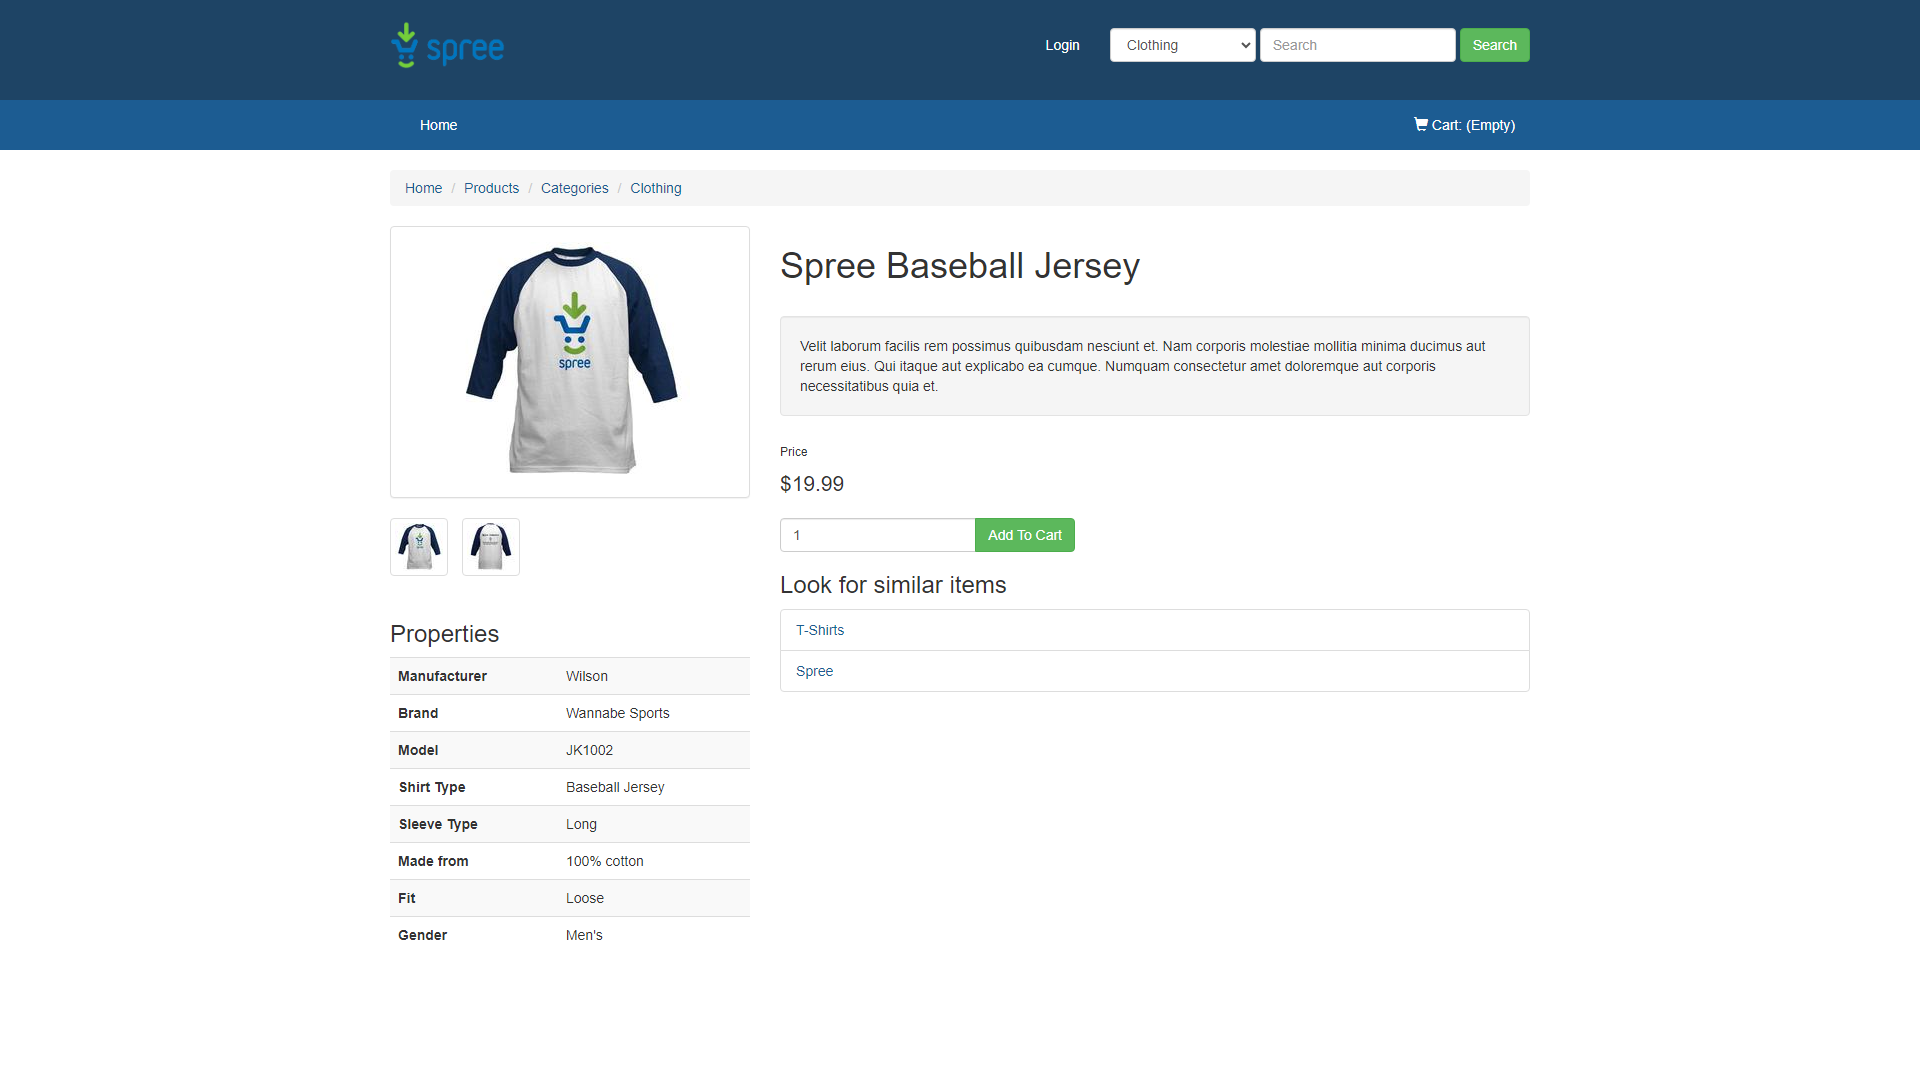 spree
Login
Clothing
Search
Search
Home
Cart: (Empty)
Home / Products / Categories / Clothing
spree
Spree Baseball Jersey
Velit laborum facilis rem possimus quibusdam nesciunt et. Nam corporis molestiae mollitia minima ducimus aut
rerum eius. Qui itaque aut explicabo ea cumque. Numquam consectetur amet doloremque aut corporis
necessitatibus quia et.
Price
$19.99
1
Add To Cart
Look for similar items
T-Shirts
Spree
Properties
Manufacturer Wilson
Brand Wannabe Sports
Model JK1002
Shirt Type Baseball Jersey
Sleeve Type Long
Made from 100% cotton
Fit Loose
Gender Men's